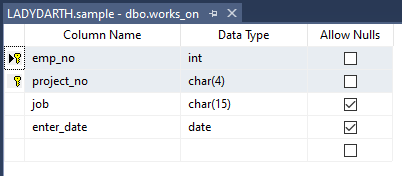 LADYDARTH.sample - dbo.works_on
Column Name Data Type Allow Nulls
emp_no int
project_no char(4)
job char(15)
enter_date date